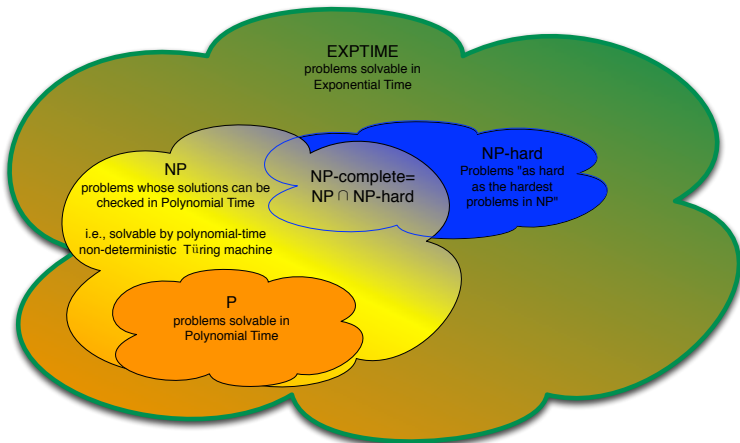 EXPTIME
problems solvable in
Exponential Time
NP-hard
Problems "as hard
as the hardest
problems in NP"
NP-complete=
NP ∩ NP-hard
NP
problems whose solutions can be
checked in Polynomial Time
i.e., solvable by polynomial-time
non-deterministic Türing machine
P
problems solvable in
Polynomial Time